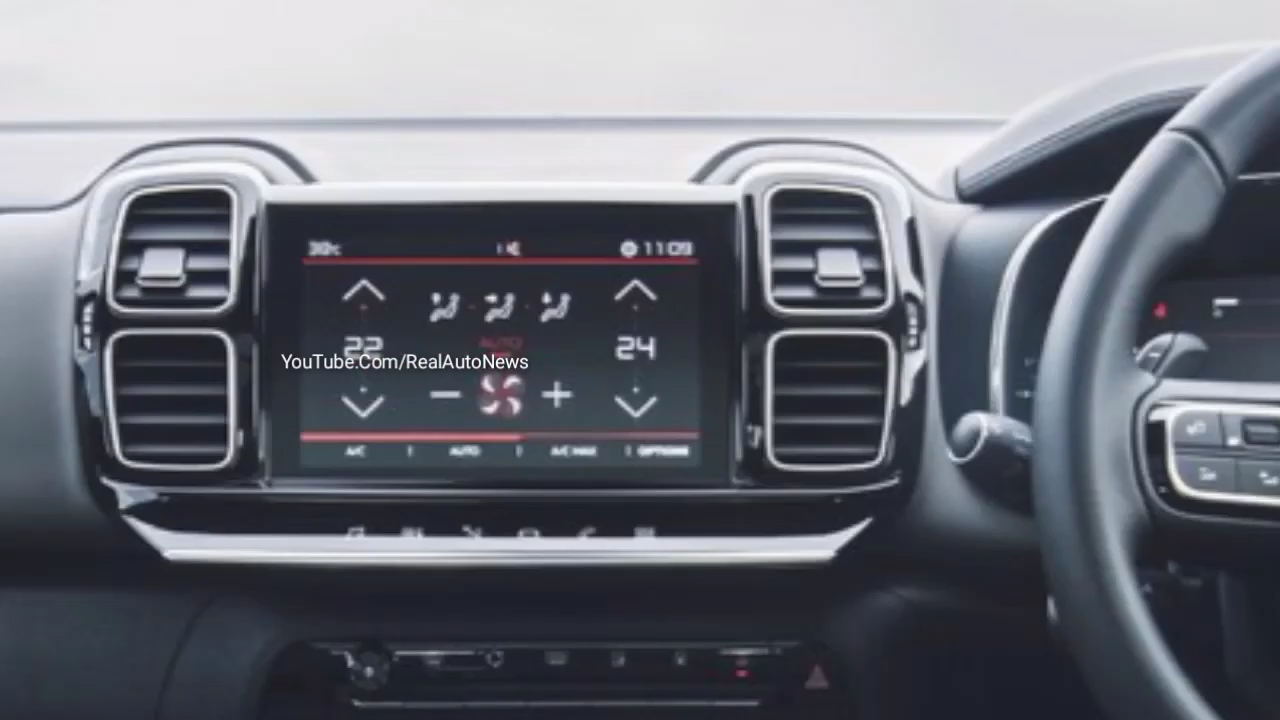 11:09
AUTO
22
24
YouTube.Com/RealAutoNews
A/C
AUTO
A/C MAX
OPTIONS